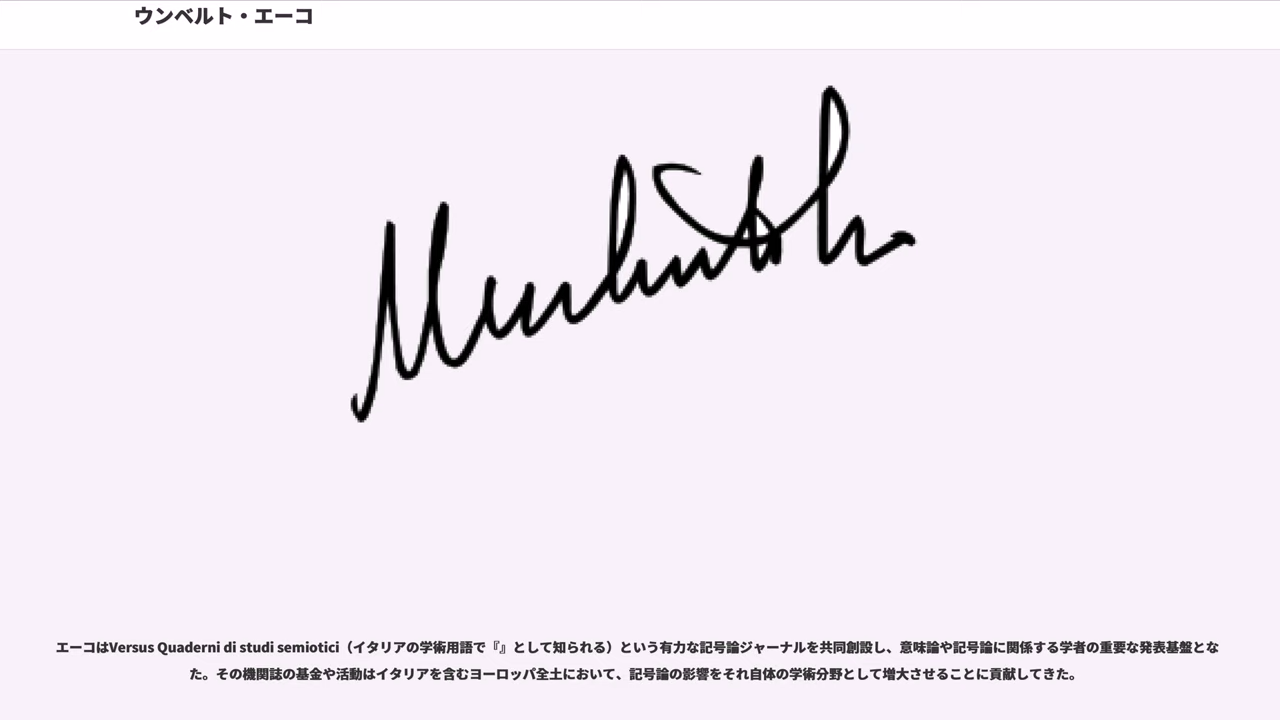 ウンベルト・エーコ
エーコはVersus Quaderni di studi semiotici（イタリアの学術用語で『』として知られる）という有力な記号論ジャーナルを共同創設し、意味論や記号論に関係する学者の重要な発表基盤とな
た。その機関誌の基金や活動はイタリアを含むヨーロッパ全土において、記号論の影響をそれ自体の学術分野として増大させることに貢献してきた。